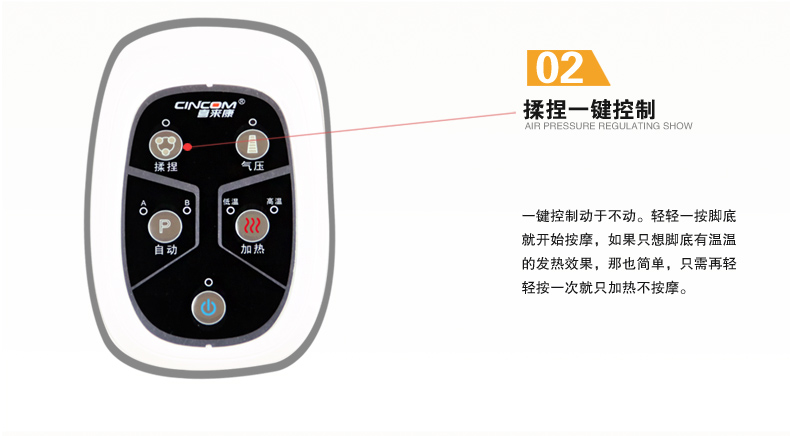 CINCOM®
喜来康
揉捏
气压
A
B
P
自动
低温
高温
加热
02
揉捏一键控制
AIR PRESSURE REGULATING SHOW
一键控制动于不动。轻轻一按脚底
就开始按摩，如果只想脚底有温温
的发热效果，那也简单，只需再轻
轻按一次就只加热不按摩。